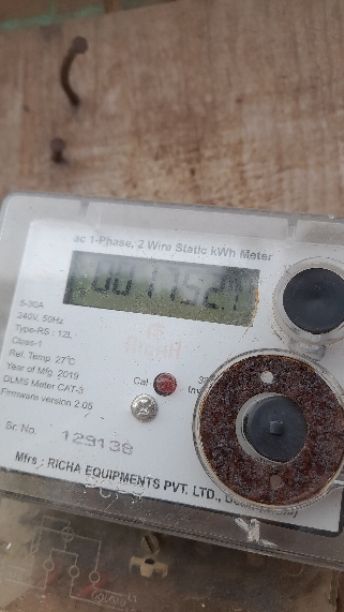 ac 1-Phase, 2 Wire Static kWh Meter
5-30A
240V, 50Hz
Type-RS : 12L
Class-1
Rel. Temp. 27°C
Year of Mfg. 2019
DLMS Meter CAT-3
Firmware version 2.05
RICHA
Cal
Sr. No. 129138
Mfrs : RICHA EQUIPMENTS PVT. LTD.,